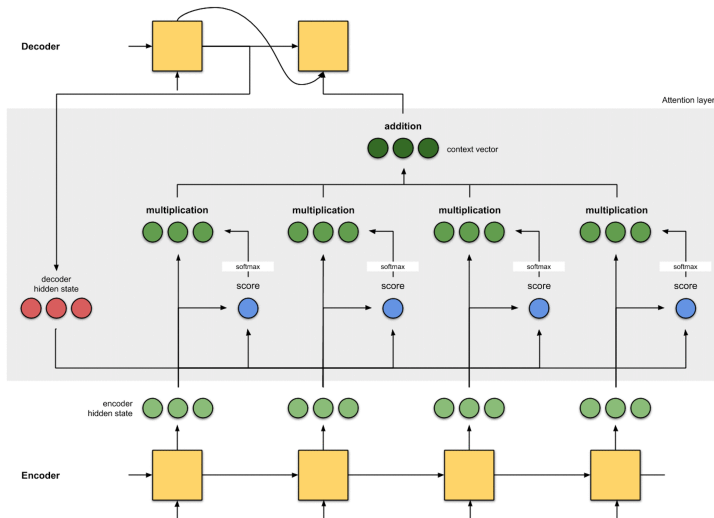 Decoder
Attention layer
addition
context vector
multiplication
multiplication
multiplication
multiplication
softmax
softmax
softmax
softmax
decoder
hidden state
score
score
score
score
encoder
hidden state
Encoder